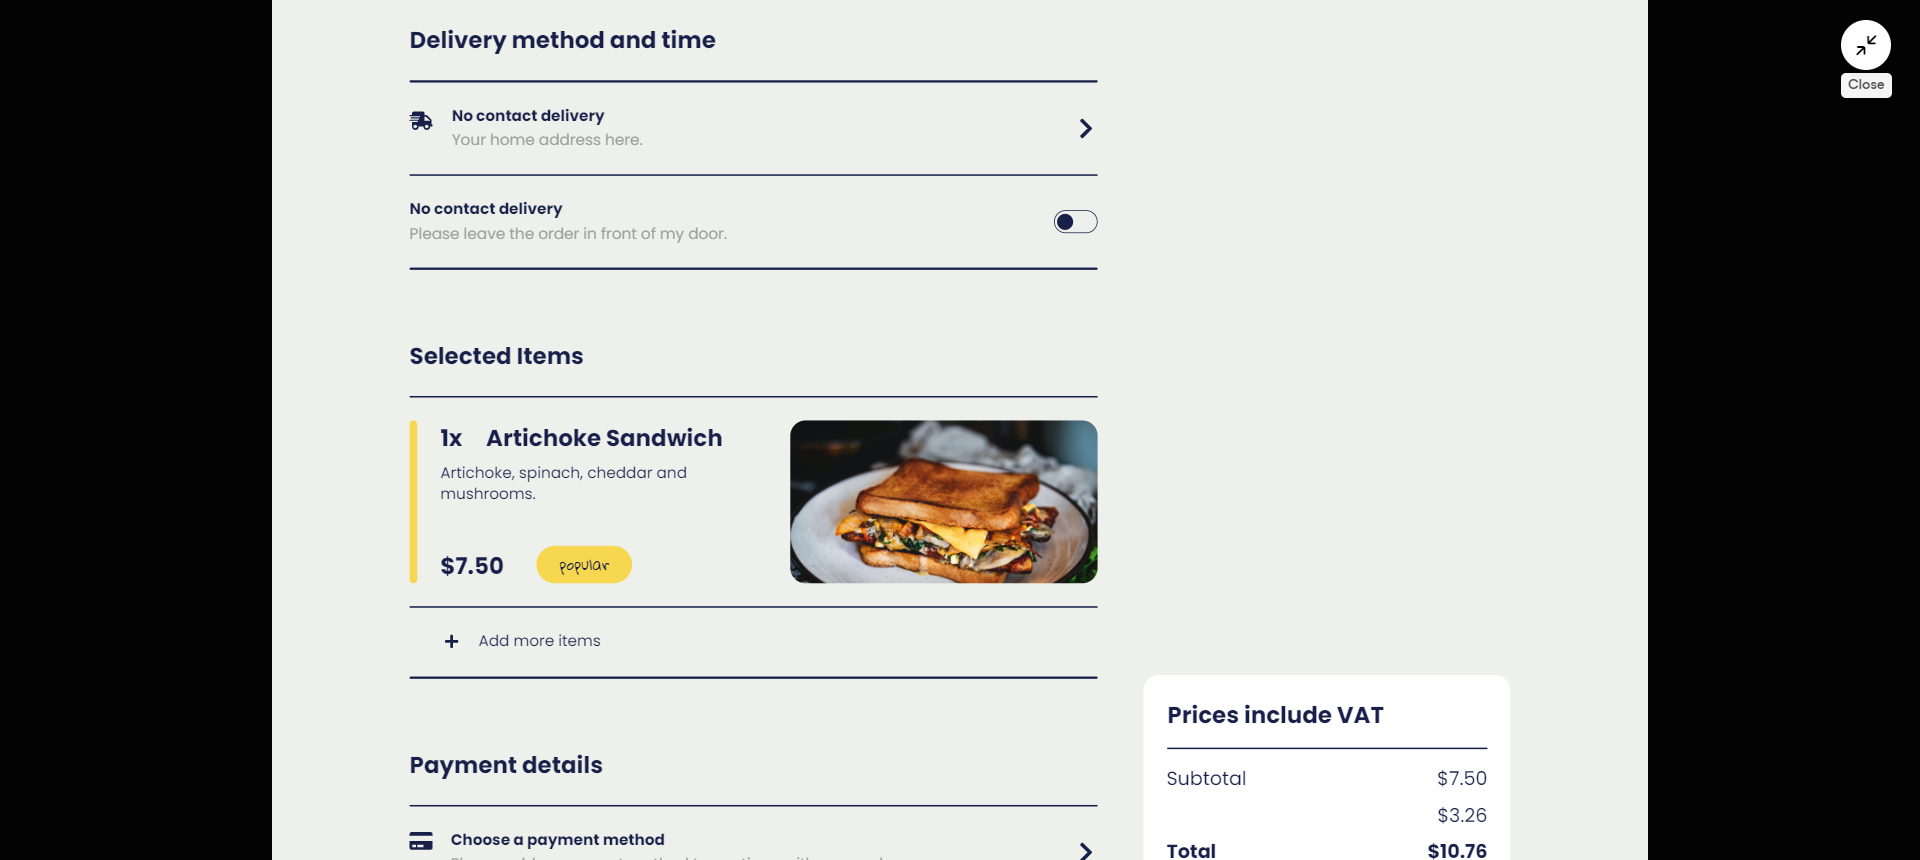 Delivery method and time
Close
No contact delivery
Your home address here.
No contact delivery
Please leave the order in front of my door.
Selected Items
1x Artichoke Sandwich
Artichoke, spinach, cheddar and
mushrooms.
$7.50 popular
Add more items
Payment details
Choose a payment method
Prices include VAT
Subtotal $7.50
$3.26
Total $10.76